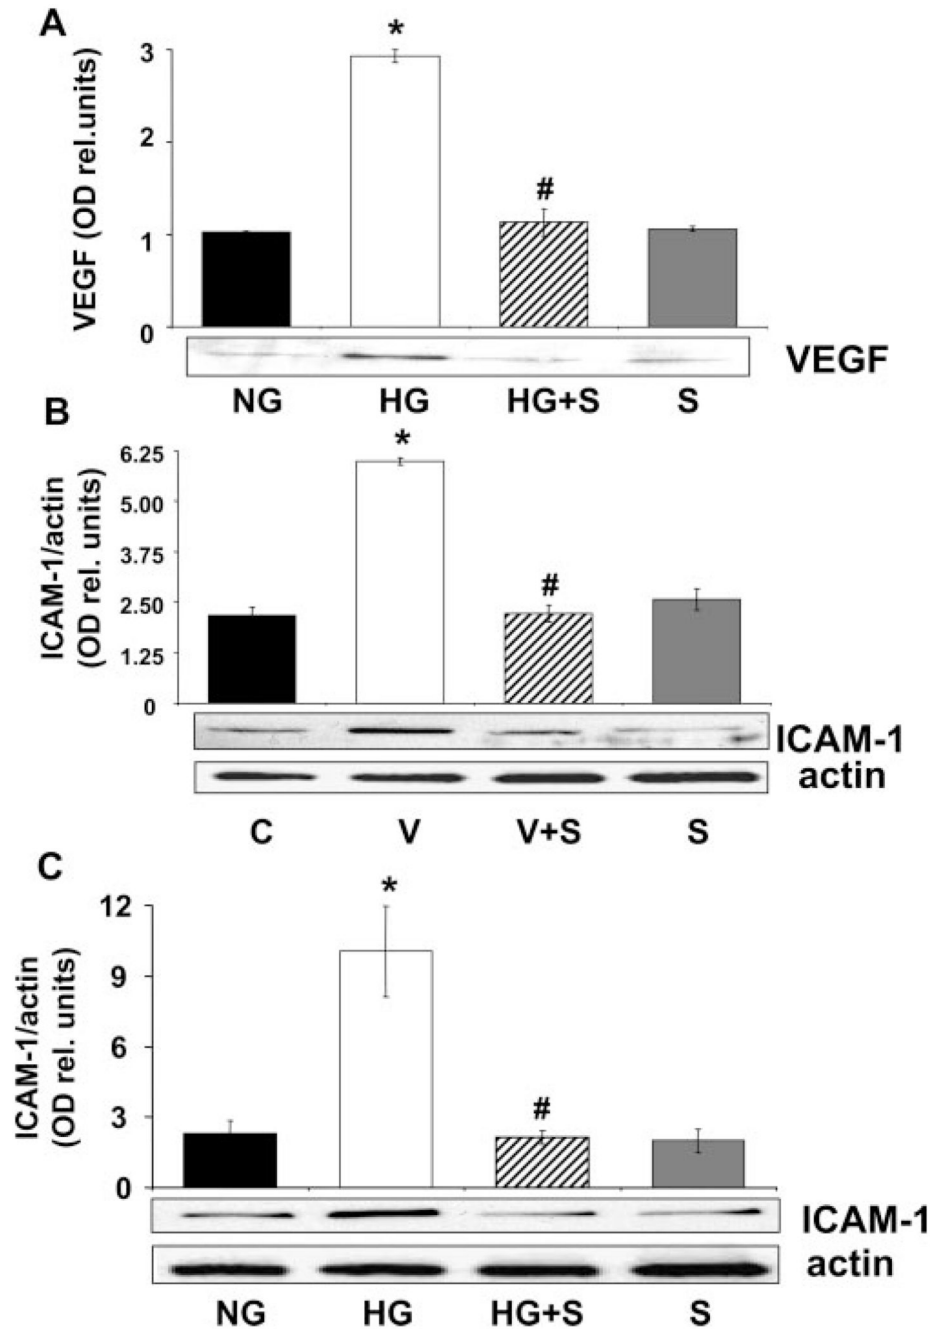 A
VEGF (OD rel.units)
3
2
1
0
*
#
VEGF
NG HG HG+S S
B
ICAM-1/actin
(OD rel. units)
6.25
5.00
3.75
2.50
1.25
0
*
#
ICAM-1
actin
C V V+S S
C
ICAM-1/actin
(OD rel. units)
12
9
6
3
0
*
#
ICAM-1
actin
NG HG HG+S S